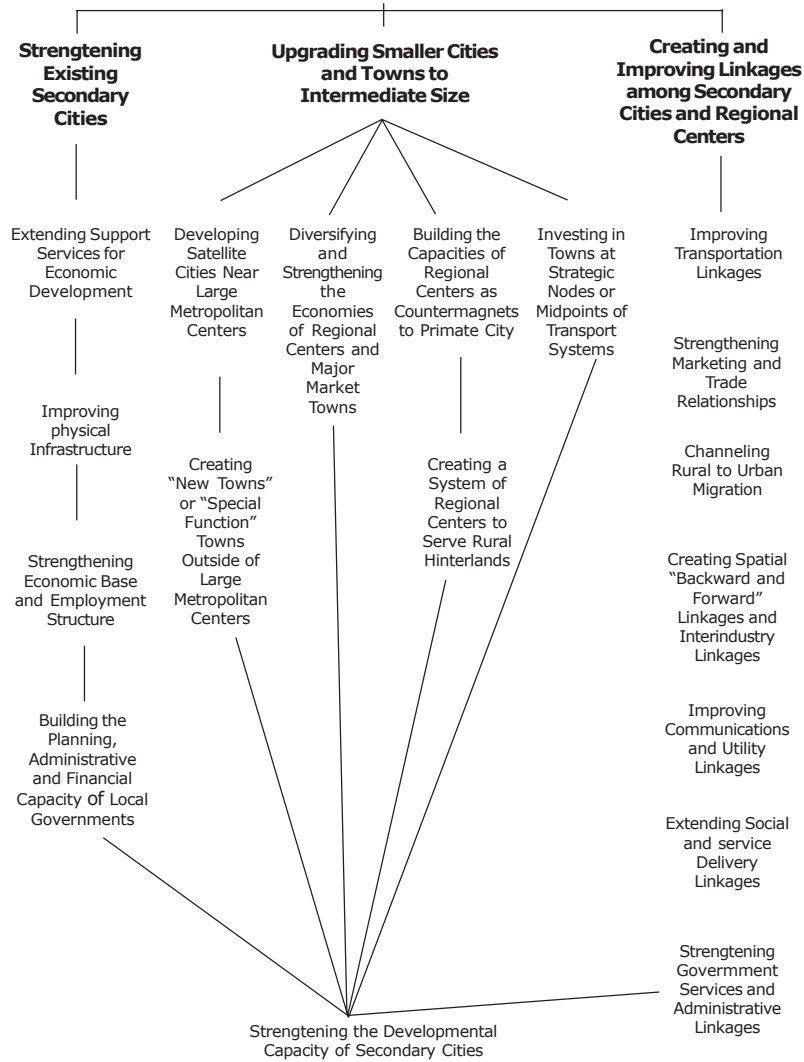 Strengthening
Existing
Secondary
Cities
Upgrading Smaller Cities
and Towns to
Intermediate Size
Creating and
Improving Linkages
among Secondary
Cities and Regional
Centers
Extending Support
Services for
Economic
Development
Improving
physical
Infrastructure
Strengthening
Economic Base
and Employment
Structure
Building the
Planning,
Administrative
and Financial
Capacity of Local
Governments
Developing
Satellite
Cities Near
Large
Metropolitan
Centers
Creating
“New Towns”
or “Special
Function”
Towns
Outside of
Large
Metropolitan
Centers
Diversifying
and
Strengthening
the
Economies
of Regional
Centers and
Major
Market
Towns
Building the
Capacities of
Regional
Centers as
Countermagnets
to Primate City
Creating a
System of
Regional
Centers to
Serve Rural
Hinterlands
Investing in
Towns at
Strategic
Nodes or
Midpoints of
Transport
Systems
Improving
Transportation
Linkages
Strengthening
Marketing and
Trade
Relationships
Channeling
Rural to Urban
Migration
Creating Spatial
“Backward and
Forward”
Linkages and
Interindustry
Linkages
Improving
Communications
and Utility
Linkages
Extending Social
and service
Delivery
Linkages
Strengtening
Government
Services and
Administrative
Linkages
Strengthening the Developmental
Capacity of Secondary Cities